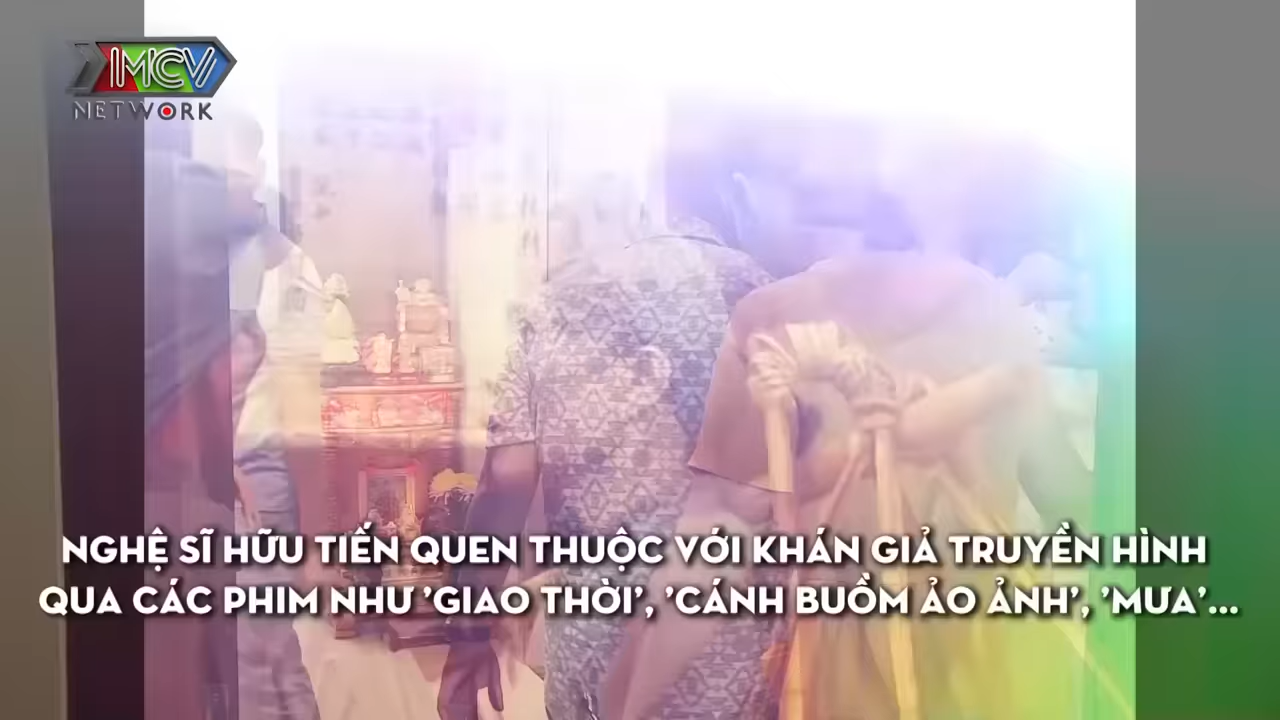 MCV
NETWORK
NGHỆ SĨ HỮU TIẾN QUEN THUỘC VỚI KHÁN GIẢ TRUYỀN HÌNH
QUA CÁC PHIM NHƯ 'GIAO THỜI', 'CÁNH BUỒM ẢO ẢNH', 'MƯA'...